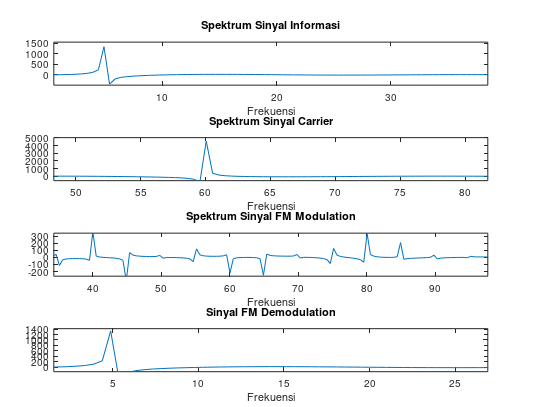 Spektrum Sinyal Informasi
1500
1000
500
0
10 20 30
Frekuensi
Spektrum Sinyal Carrier
5000
4000
3000
2000
1000
0
50 55 60 65 70 75 80
Frekuensi
Spektrum Sinyal FM Modulation
300
200
100
0
-100
-200
40 50 60 70 80 90
Frekuensi
Sinyal FM Demodulation
1400
1200
1000
800
600
400
200
0
5 10 15 20 25
Frekuensi